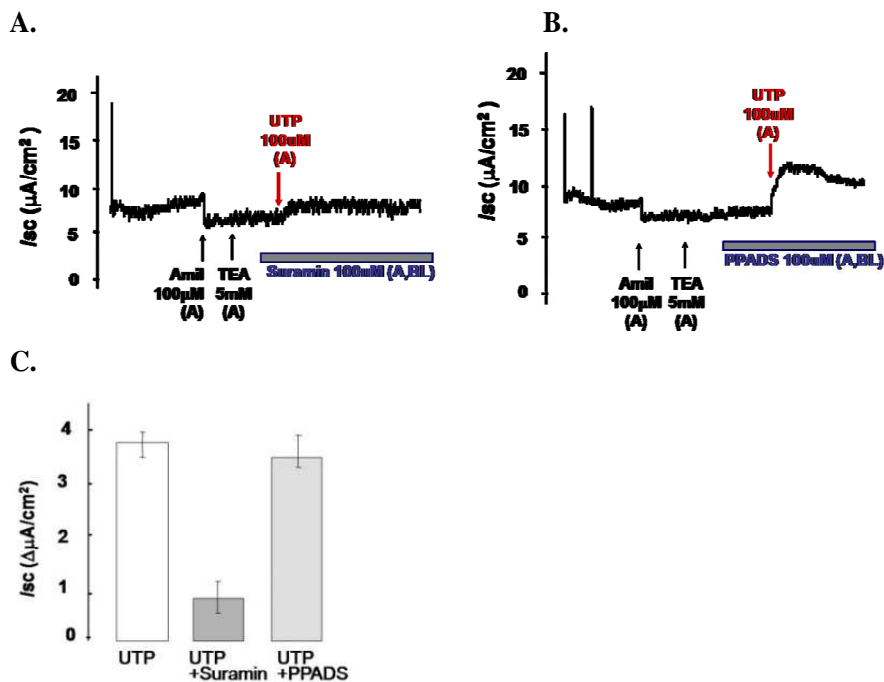 A.
20
15
10
5
0
Isc (μA/cm²)
UTP
100uM
(A)
Amil
100μM
(A)
TEA
5mM
(A)
Suramin 100uM (A,BL)
B.
20
15
10
5
0
Isc (μA/cm²)
UTP
100uM
(A)
Amil
100μM
(A)
TEA
5mM
(A)
PPADS 100uM (A,BL)
C.
4
3
2
1
0
Isc (ΔμA/cm²)
UTP
UTP
+Suramin
UTP
+PPADS